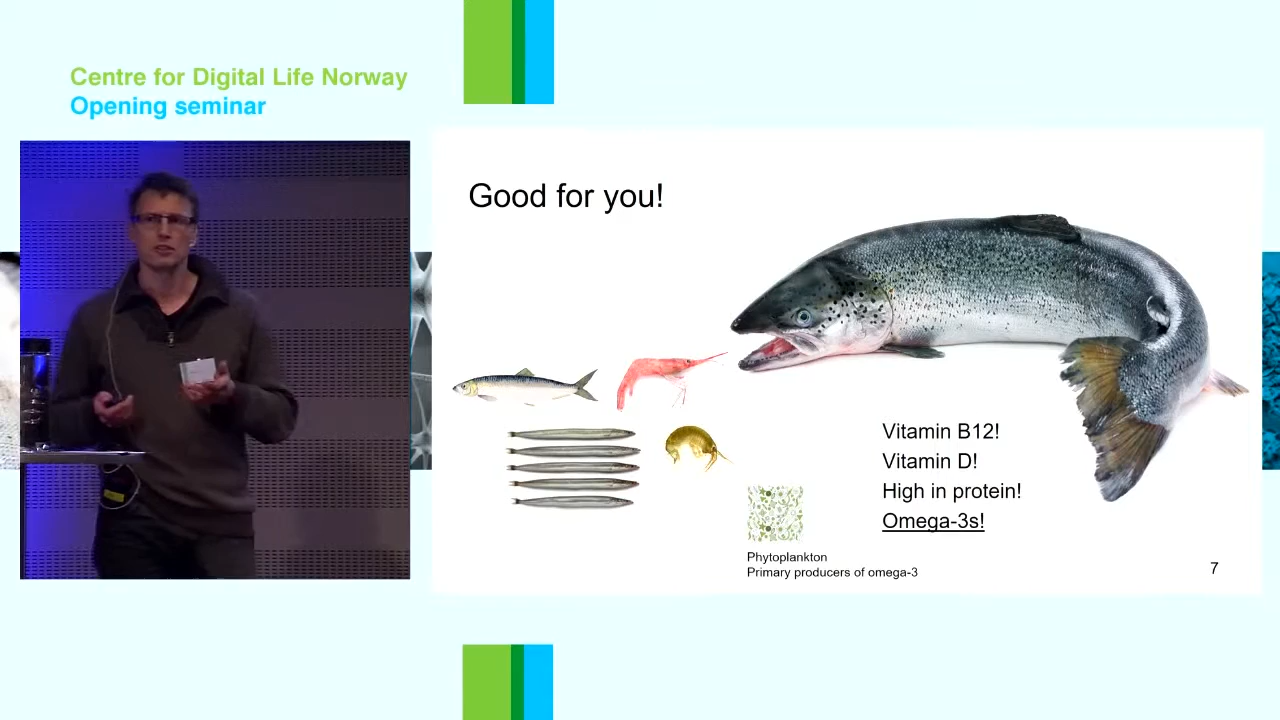 Centre for Digital Life Norway
Opening seminar
Good for you!
Vitamin B12!
Vitamin D!
High in protein!
Omega-3s!
Phytoplankton
Primary producers of omega-3
7